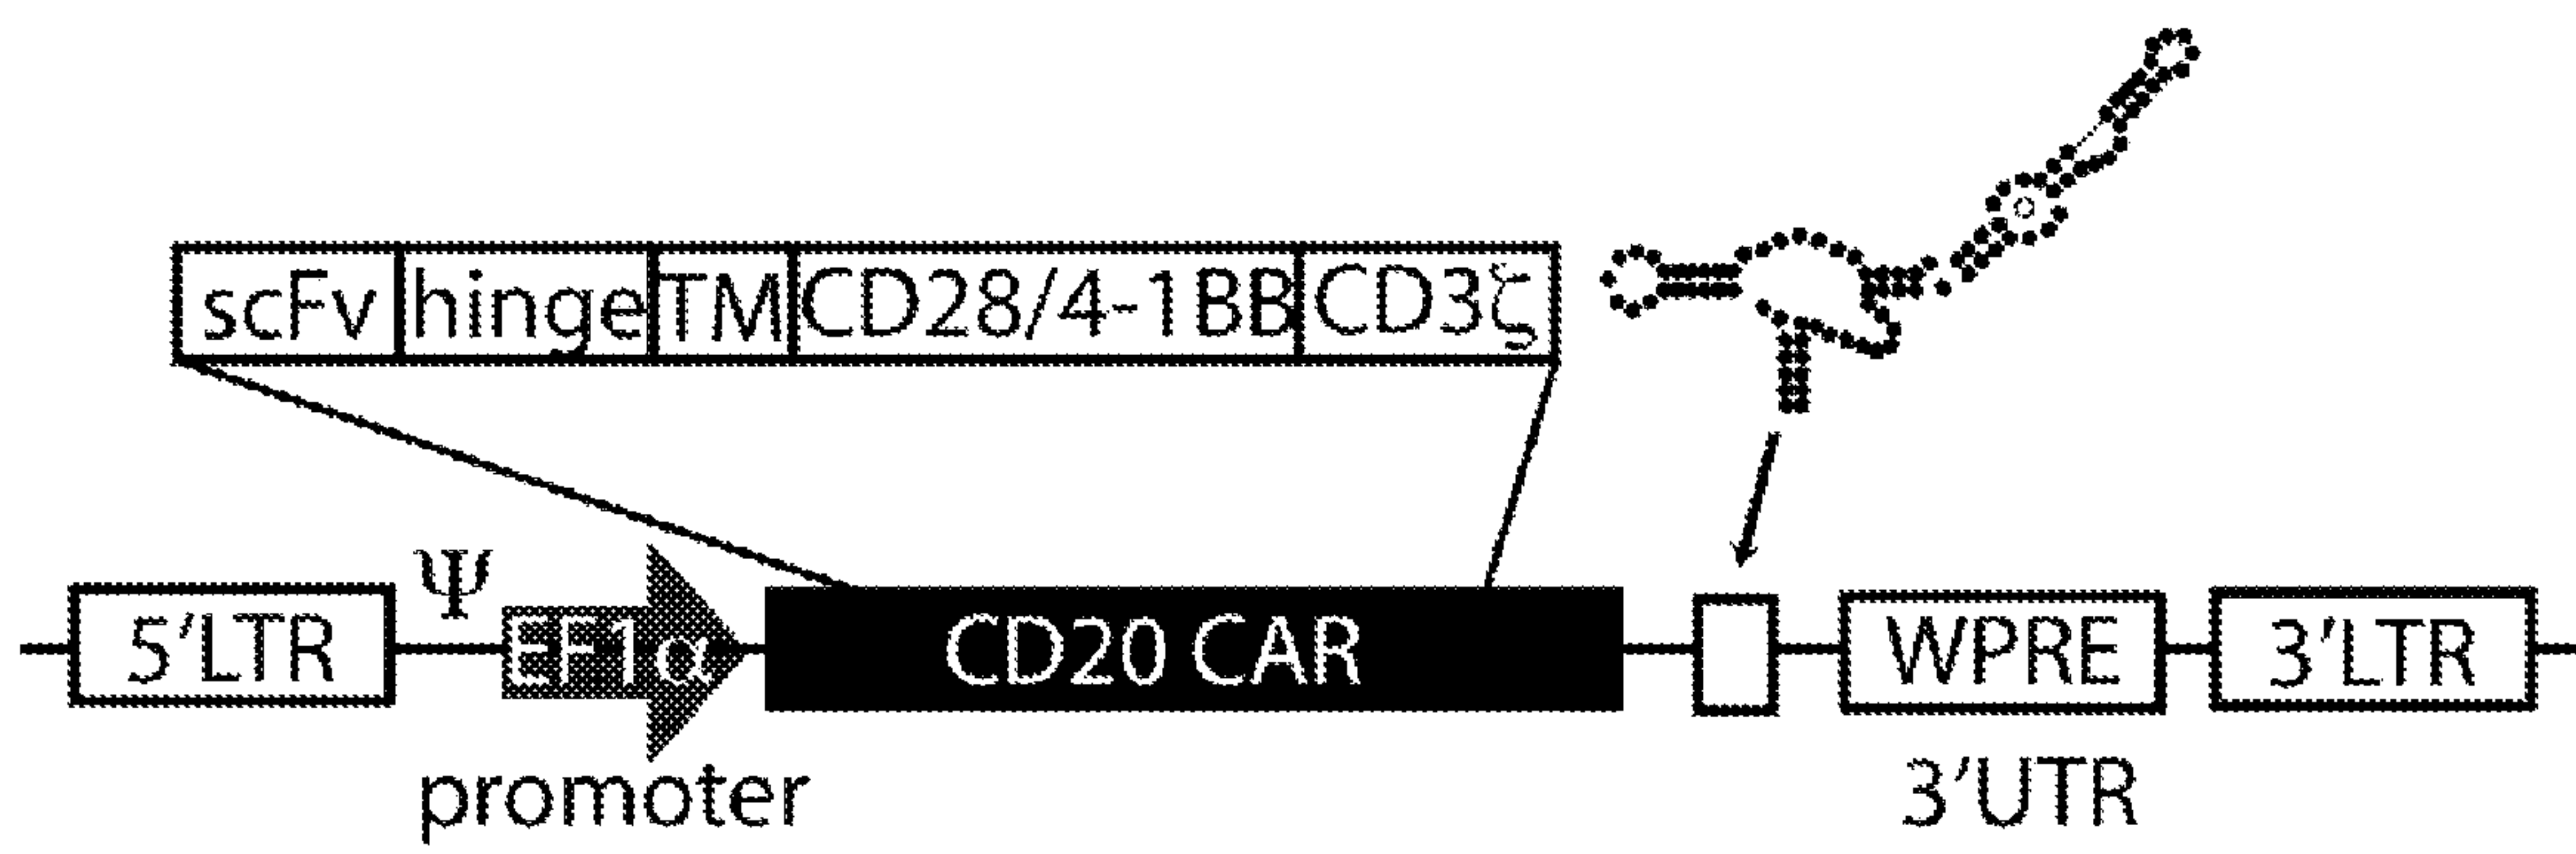 scFv hinge TM CD28/4-1BB CD3ζ
Ψ
5'LTR EF1α CD20 CAR WPRE 3'LTR
promoter 3'UTR